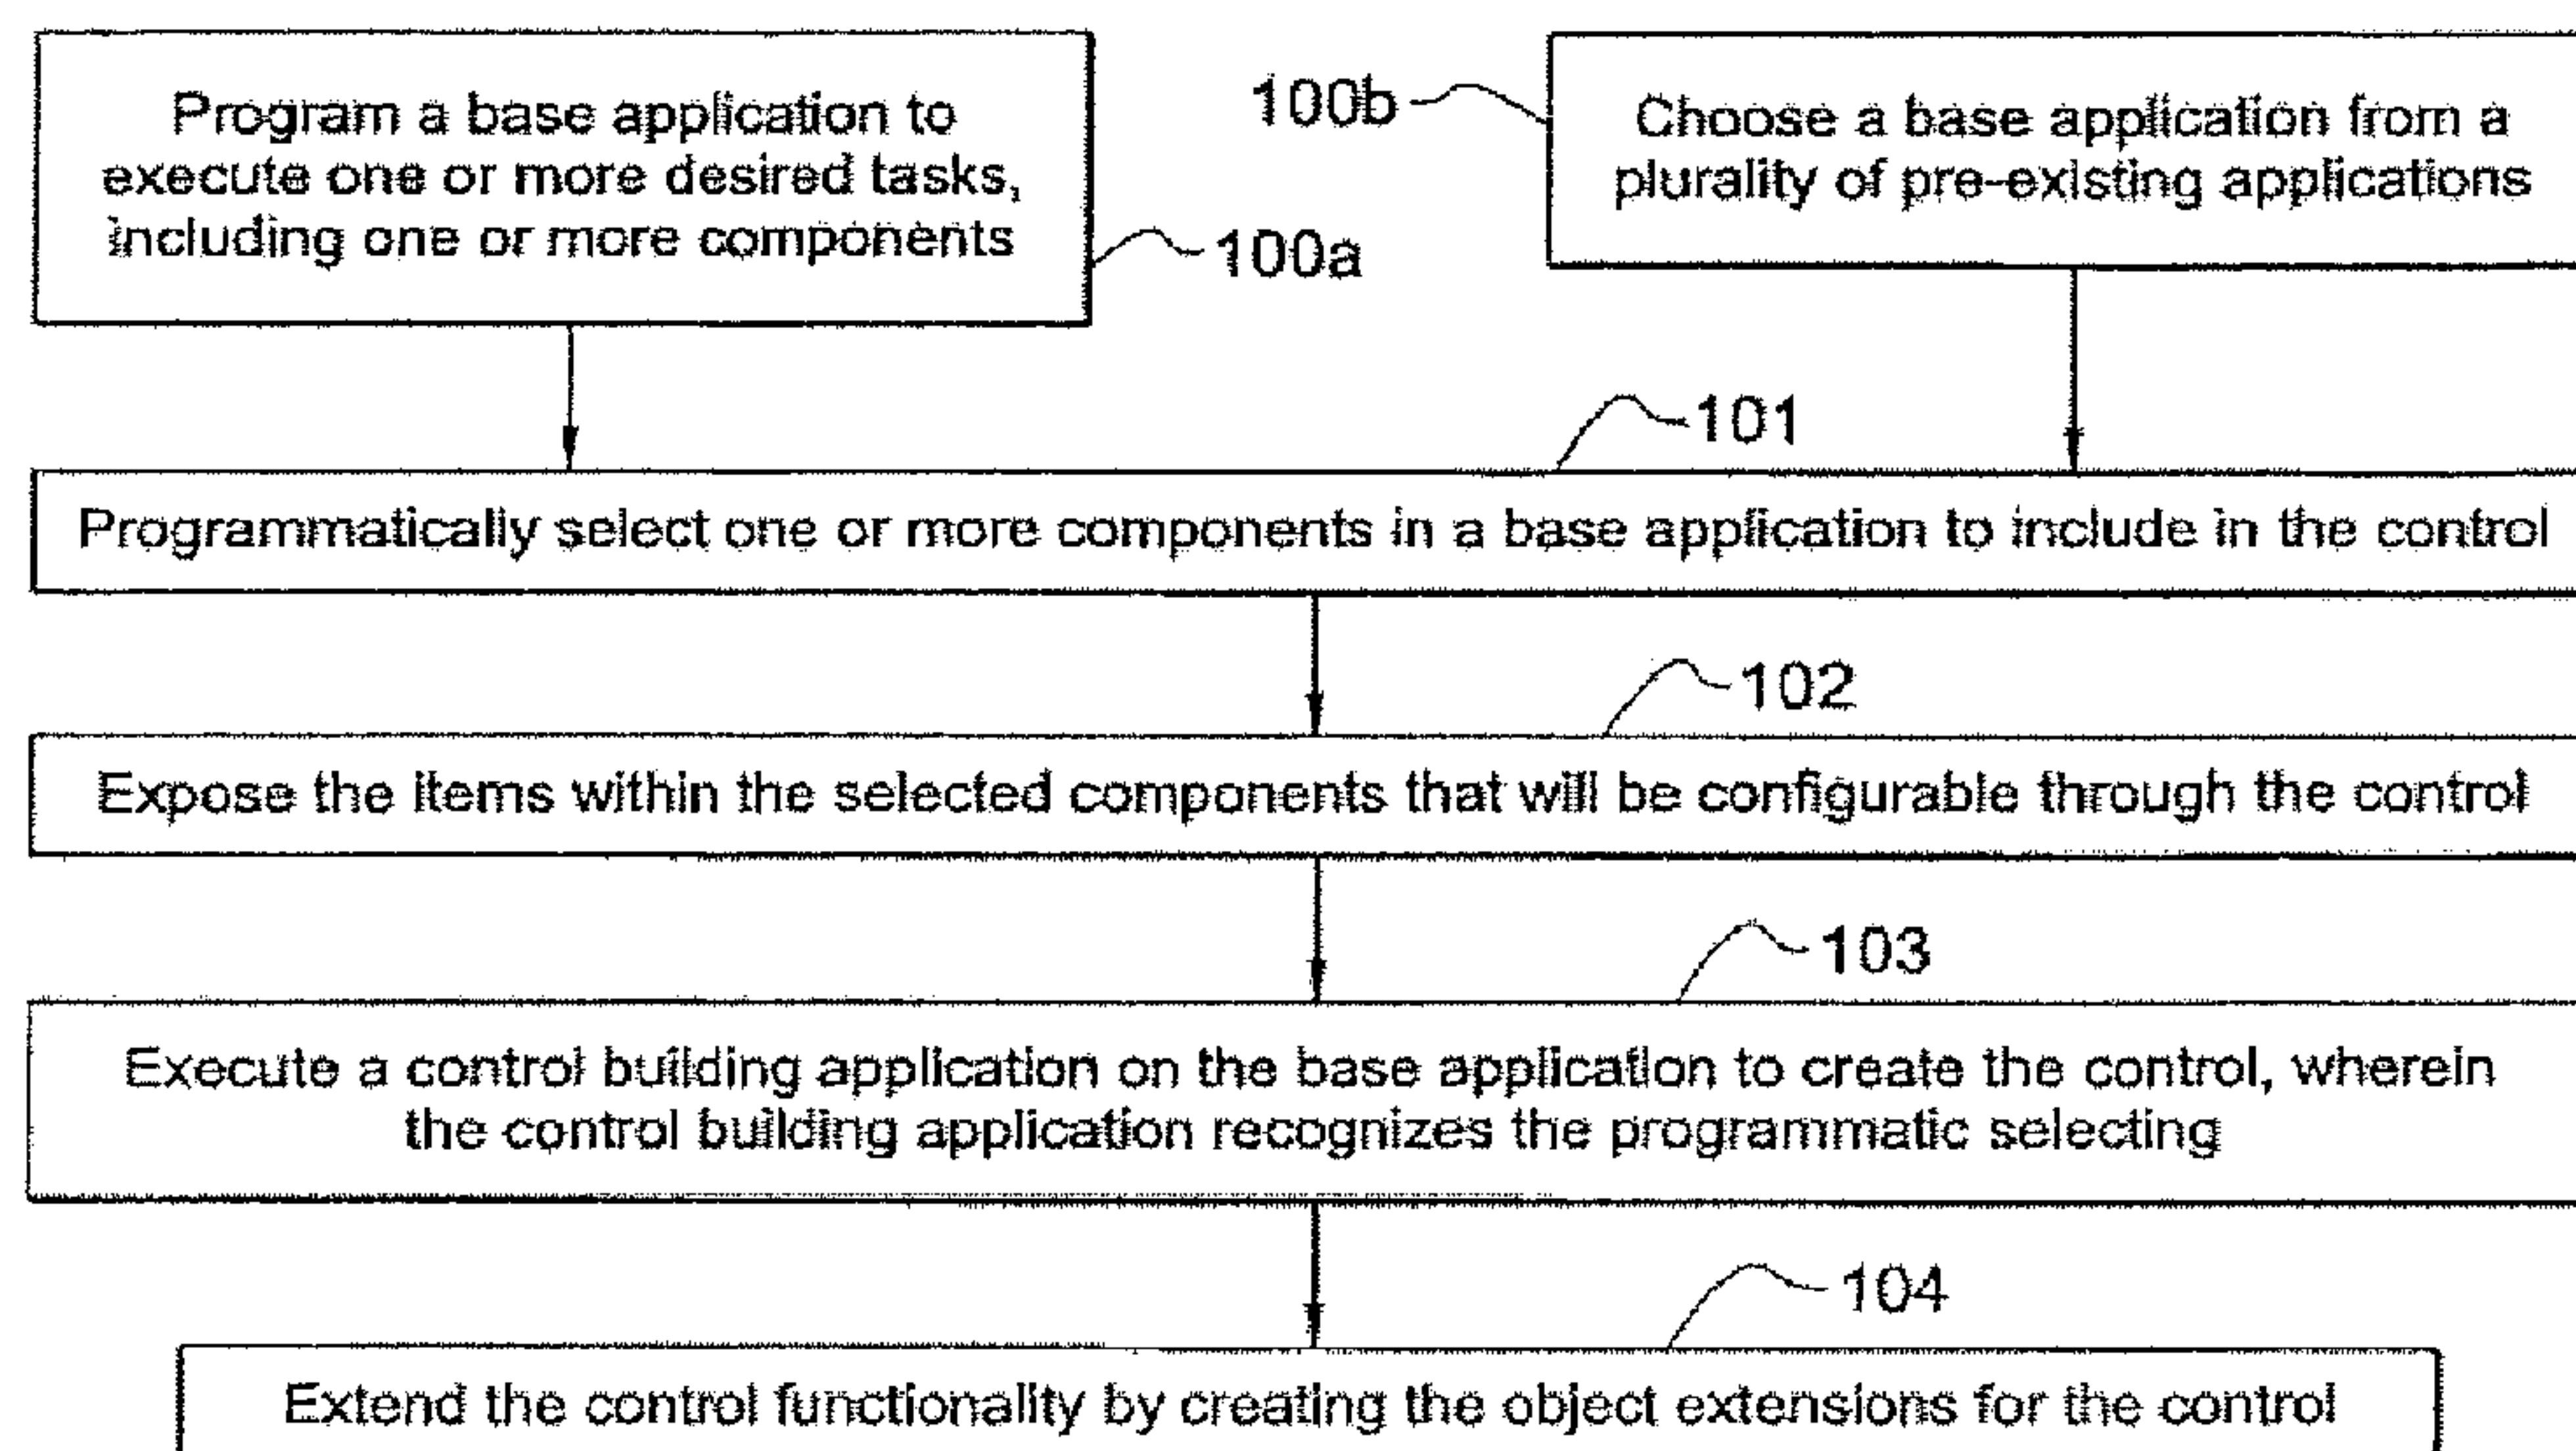 Program a base application to
execute one or more desired tasks,
including one or more components
100a
100b
Choose a base application from a
plurality of pre-existing applications
101
Programmatically select one or more components in a base application to include in the control
102
Expose the items within the selected components that will be configurable through the control
103
Execute a control building application on the base application to create the control, wherein
the control building application recognizes the programmatic selecting
104
Extend the control functionality by creating the object extensions for the control